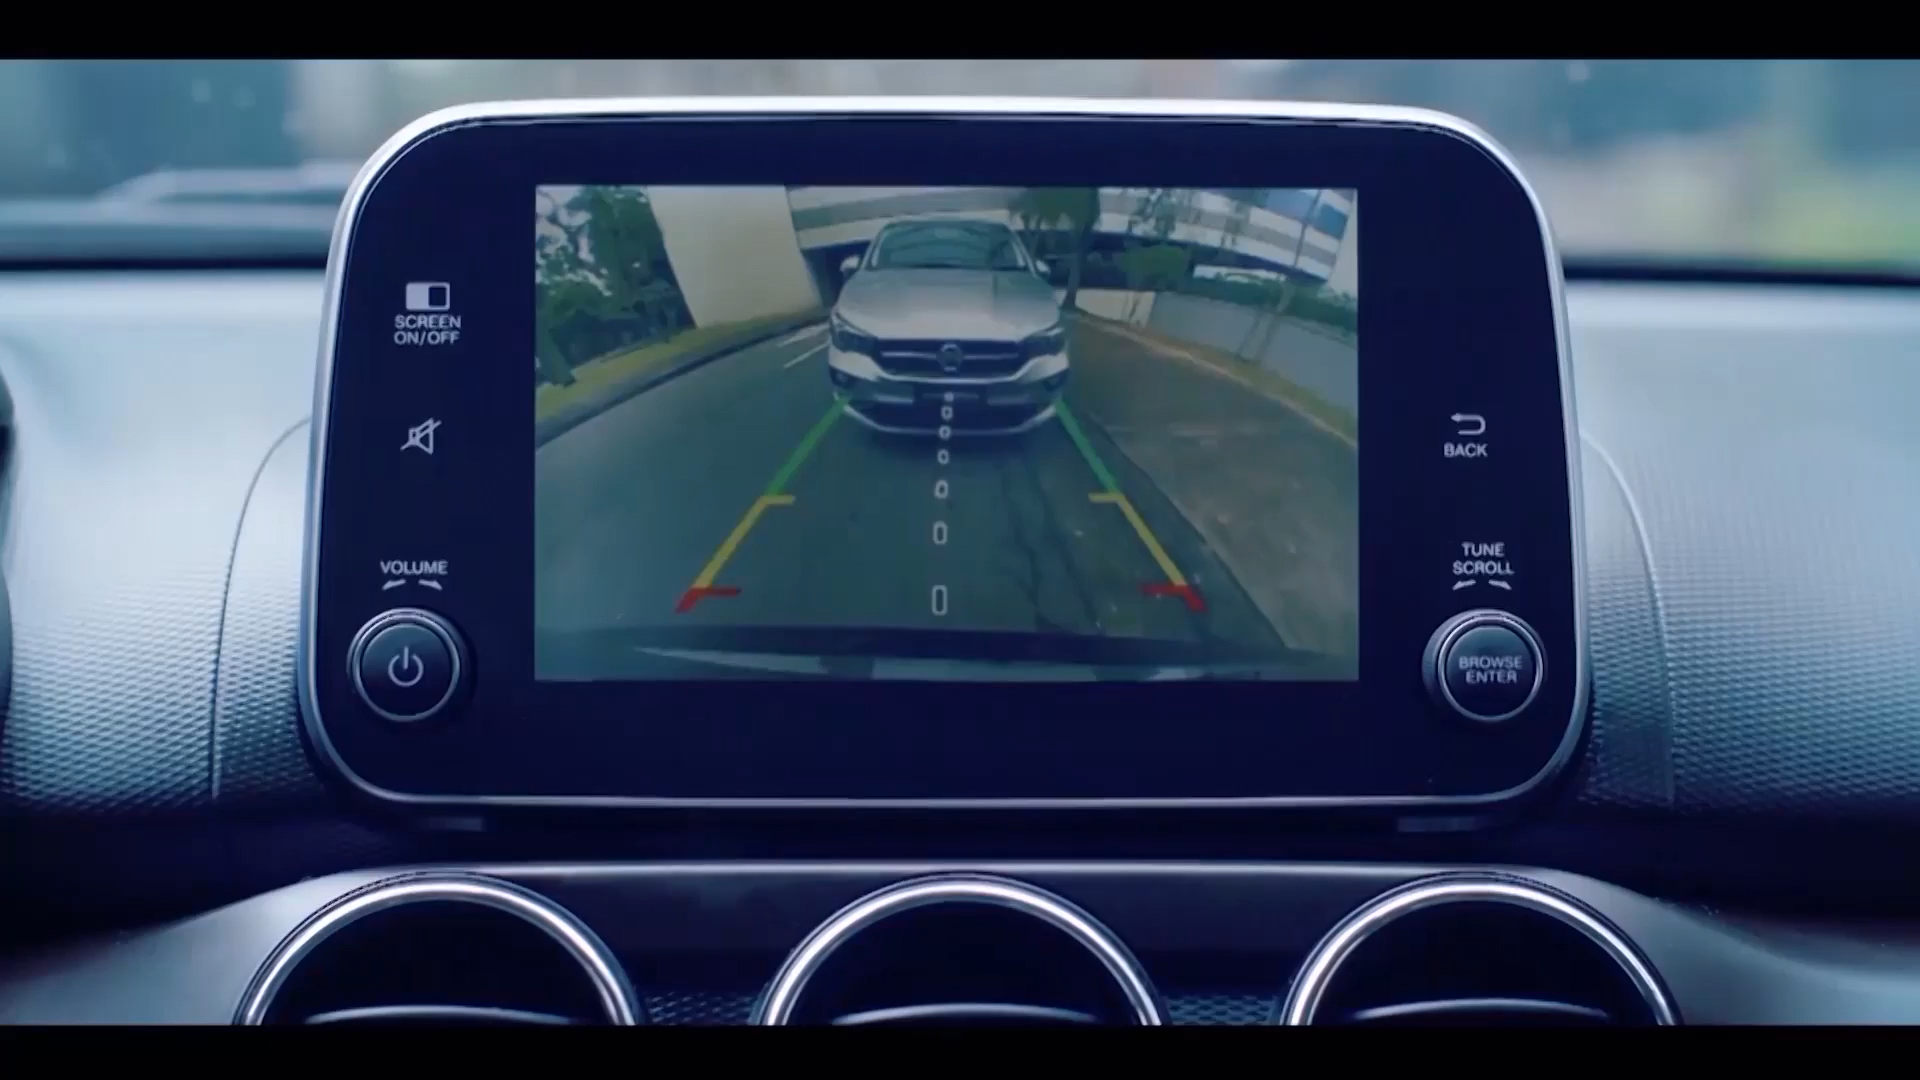 SCREEN
ON/OFF
BACK
VOLUME
TUNE
SCROLL
BROWSE
ENTER